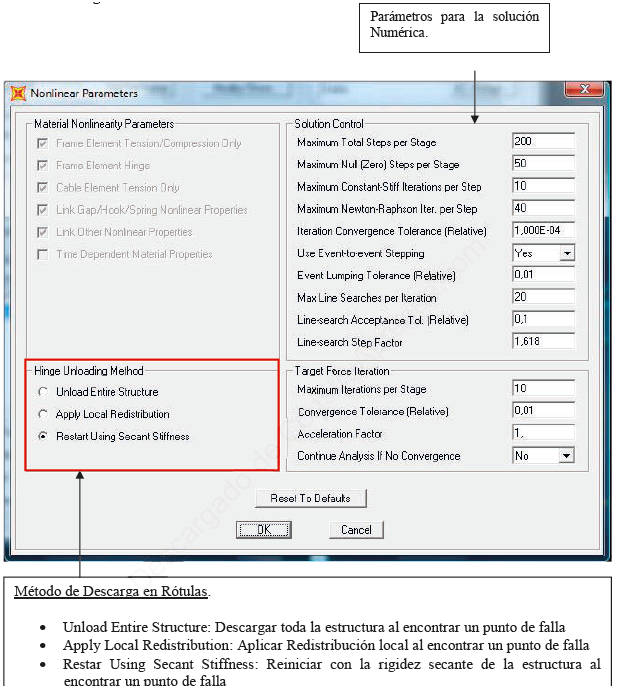 Parámetros para la solución
Numérica.
Nonlinear Parameters
Material Nonlinearity Parameters
Frame Element Tension/Compression Only
Frame Element Hinge
Cable Element Tension Only
Link Gap/Hook/Spring Nonlinear Properties
Link Other Nonlinear Properties
Time Dependent Material Properties
Solution Control
Maximum Total Steps per Stage 200
Maximum Null (Zero) Steps per Stage 50
Maximum Constant-Stiff Iterations per Step 10
Maximum Newton-Raphson Iter. per Step 40
Iteration Convergence Tolerance (Relative) 1,000E-04
Use Event-to-event Stepping Yes
Event Lumping Tolerance (Relative) 0,01
Max Line Searches per Iteration 20
Line-search Acceptance Tol. (Relative) 0,1
Line-search Step Factor 1,618
Hinge Unloading Method
Unload Entire Structure
Apply Local Redistribution
Restart Using Secant Stiffness
Target Force Iteration
Maximum Iterations per Stage 10
Convergence Tolerance (Relative) 0,01
Acceleration Factor 1,
Continue Analysis If No Convergence No
Reset To Defaults
OK Cancel
Método de Descarga en Rótulas.
• Unload Entire Structure: Descargar toda la estructura al encontrar un punto de falla
• Apply Local Redistribution: Aplicar Redistribución local al encontrar un punto de falla
• Restar Using Secant Stiffness: Reiniciar con la rigidez secante de la estructura al
encontrar un punto de falla